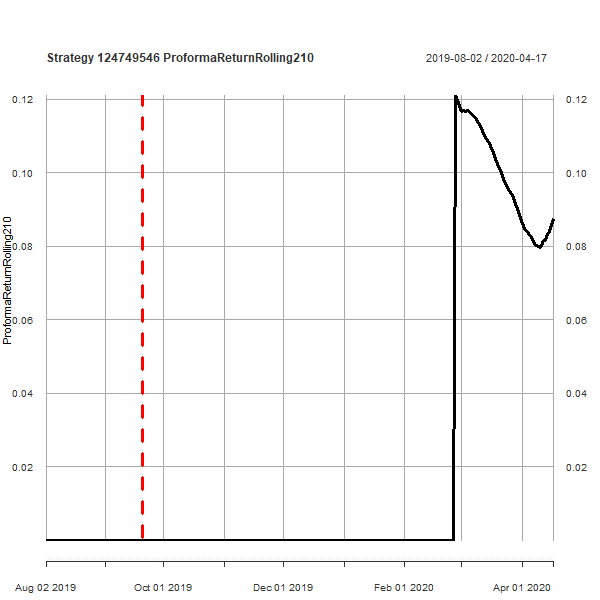 Strategy 124749546 ProformaReturnRolling210
2019-08-02 / 2020-04-17
ProformaReturnRolling210
0.12
0.12
0.10
0.10
0.08
0.08
0.06
0.06
0.04
0.04
0.02
0.02
Aug 02 2019
Oct 01 2019
Dec 01 2019
Feb 01 2020
Apr 01 2020